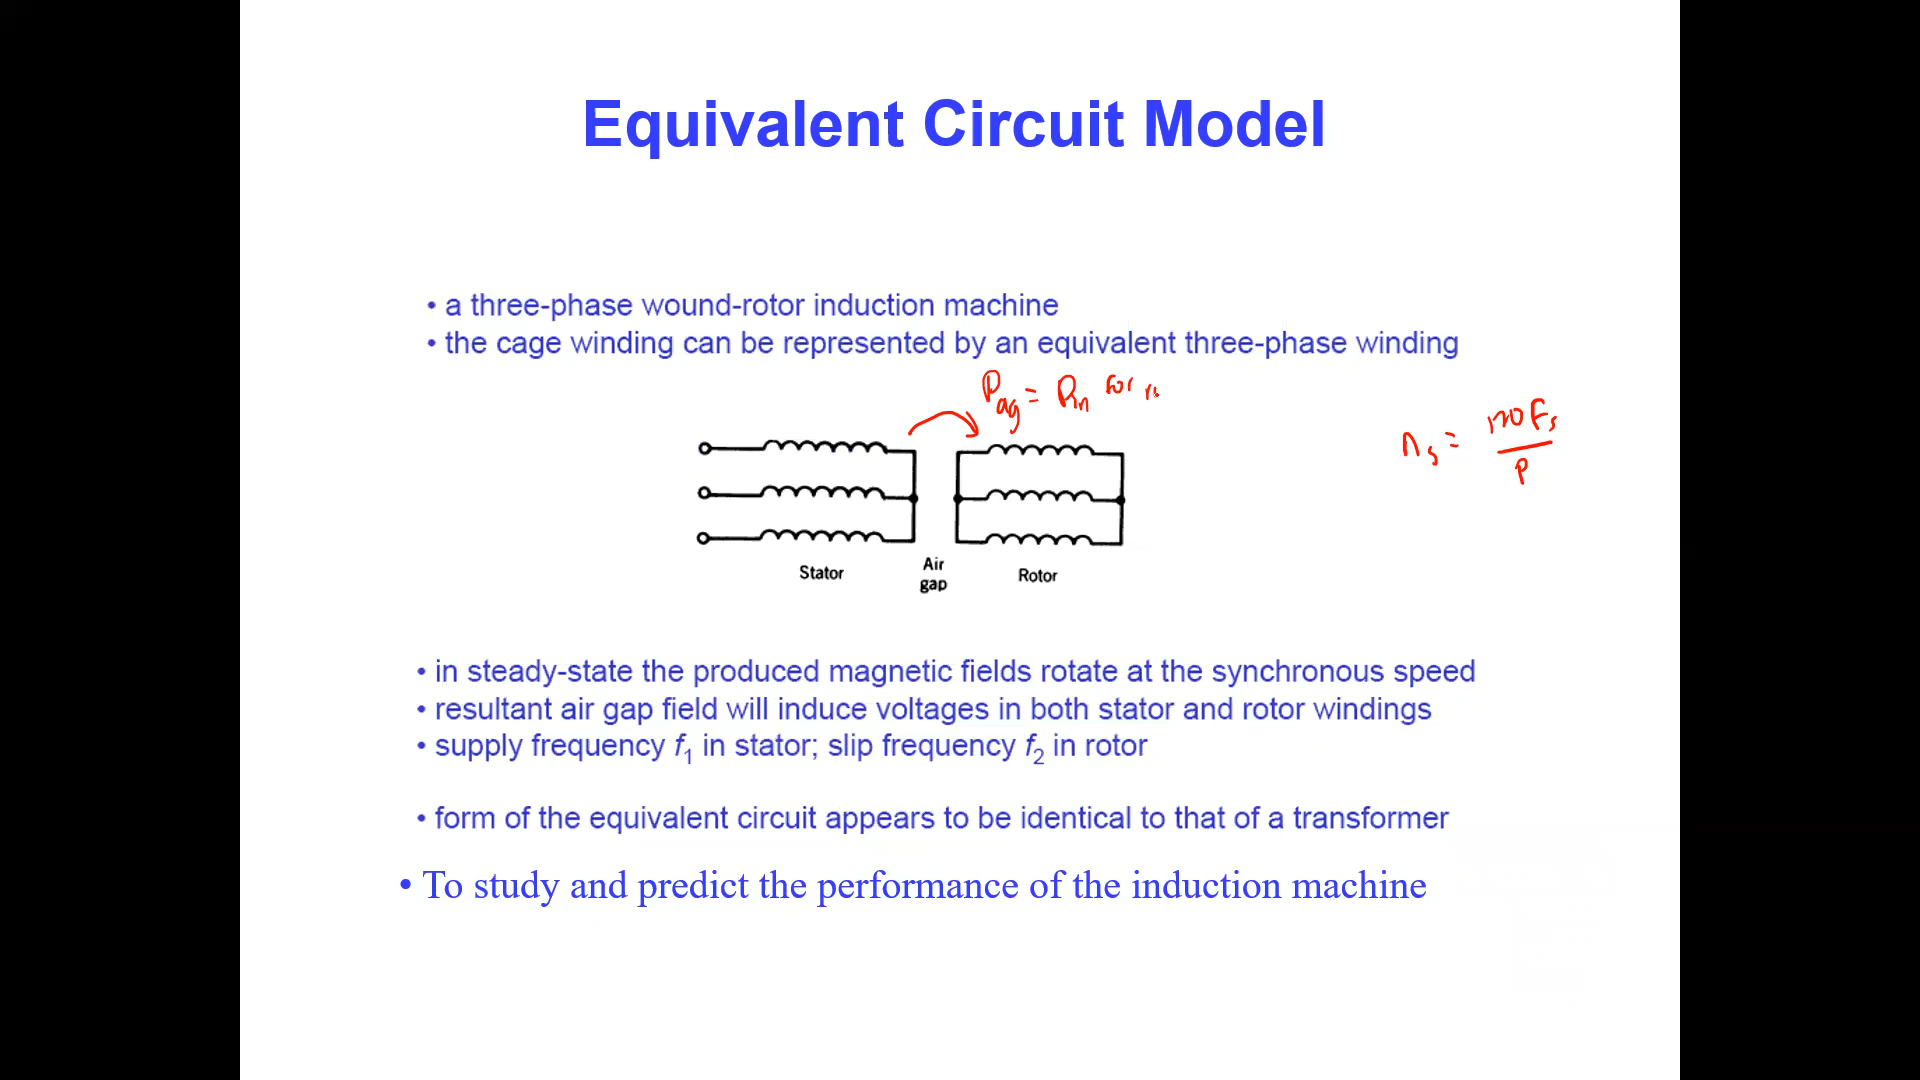 Equivalent Circuit Model
• a three-phase wound-rotor induction machine
• the cage winding can be represented by an equivalent three-phase winding
Pag = Pin for
ns = 120Fs
P
Stator
Air
gap
Rotor
• in steady-state the produced magnetic fields rotate at the synchronous speed
• resultant air gap field will induce voltages in both stator and rotor windings
• supply frequency f1 in stator; slip frequency f2 in rotor
• form of the equivalent circuit appears to be identical to that of a transformer
• To study and predict the performance of the induction machine